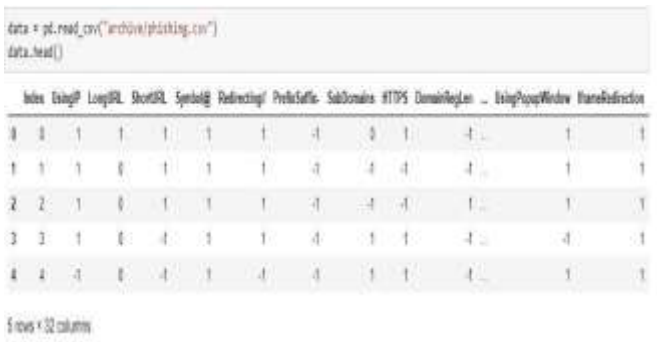 data = pd.read_csv("archive/phishing.csv")
data.head()
Index UsingIP LongURL ShortURL Symbol@ Redirecting// PrefixSuffix- SubDomains HTTPS DomainRegLen ... UsingPopupWindow IframeRedirection
0 0 1 1 1 1 1 -1 0 1 -1 ... 1 1
1 1 1 0 1 1 1 -1 -1 -1 -1 ... 1 1
2 2 1 0 1 1 1 -1 -1 -1 1 ... 1 1
3 3 1 0 -1 1 1 -1 1 1 -1 ... -1 1
4 4 -1 0 -1 1 -1 -1 1 1 -1 ... 1 1
5 rows × 32 columns